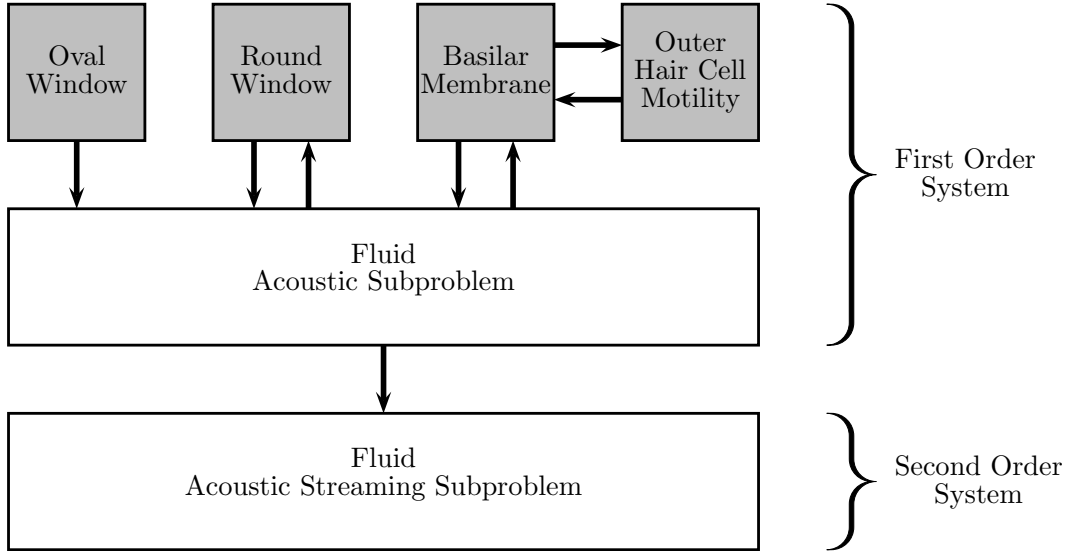 Oval
Window
Round
Window
Basilar
Membrane
Outer
Hair Cell
Motility
First Order
System
Fluid
Acoustic Subproblem
Fluid
Acoustic Streaming Subproblem
Second Order
System